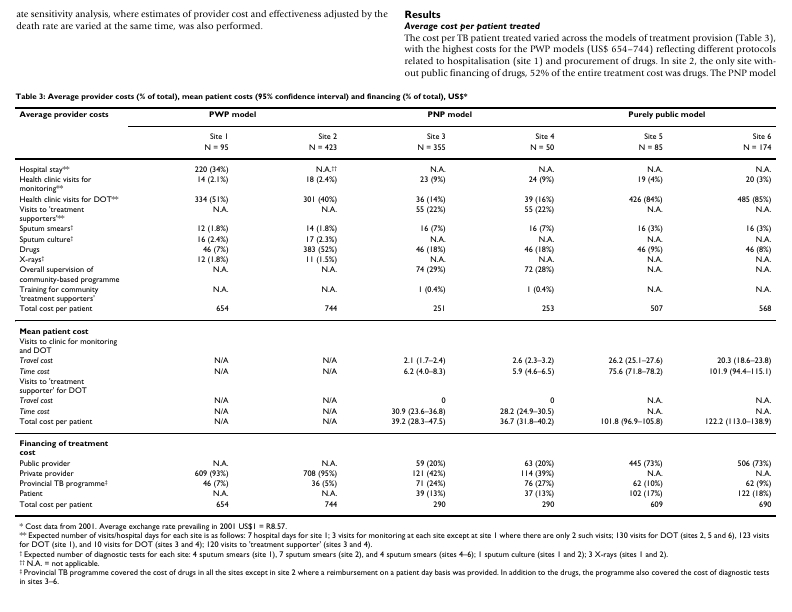 ate sensitivity analysis, where estimates of provider cost and effectiveness adjusted by the
death rate are varied at the same time, was also performed.
Results
Average cost per patient treated
The cost per TB patient treated varied across the models of treatment provision (Table 3),
with the highest costs for the PWP models (US$ 654–744) reflecting different protocols
related to hospitalisation (site 1) and procurement of drugs. In site 2, the only site with-
out public financing of drugs, 52% of the entire treatment cost was drugs. The PNP model
Table 3: Average provider costs (% of total), mean patient costs (95% confidence interval) and financing (% of total), US$*
Average provider costs PWP model PNP model Purely public model
Site 1 Site 2 Site 3 Site 4 Site 5 Site 6
N = 95 N = 423 N = 355 N = 50 N = 85 N = 174
Hospital stay** 220 (34%) N.A.†† N.A. N.A. N.A. N.A.
Health clinic visits for 14 (2.1%) 18 (2.4%) 23 (9%) 24 (9%) 19 (4%) 20 (3%)
monitoring**
Health clinic visits for DOT** 334 (51%) 301 (40%) 36 (14%) 39 (16%) 426 (84%) 485 (85%)
Visits to 'treatment N.A. N.A. 55 (22%) 55 (22%) N.A. N.A.
supporters'**
Sputum smears† 12 (1.8%) 14 (1.8%) 16 (7%) 16 (7%) 16 (3%) 16 (3%)
Sputum culture† 16 (2.4%) 17 (2.3%) N.A. N.A. N.A. N.A.
Drugs 46 (7%) 383 (52%) 46 (18%) 46 (18%) 46 (9%) 46 (8%)
X-rays† 12 (1.8%) 11 (1.5%) N.A. N.A. N.A. N.A.
Overall supervision of N.A. N.A. 74 (29%) 72 (28%) N.A. N.A.
community-based programme
Training for community N.A. N.A. 1 (0.4%) 1 (0.4%) N.A. N.A.
'treatment supporters'
Total cost per patient 654 744 251 253 507 568
Mean patient cost
Visits to clinic for monitoring
and DOT
Travel cost N/A N/A 2.1 (1.7–2.4) 2.6 (2.3–3.2) 26.2 (25.1–27.6) 20.3 (18.6–23.8)
Time cost N/A N/A 6.2 (4.0–8.3) 5.9 (4.6–6.5) 75.6 (71.8–78.2) 101.9 (94.4–115.1)
Visits to 'treatment
supporter' for DOT
Travel cost N/A N/A 0 0 N.A. N.A.
Time cost N/A N/A 30.9 (23.6–36.8) 28.2 (24.9–30.5) N.A. N.A.
Total cost per patient N/A N/A 39.2 (28.3–47.5) 36.7 (31.8–40.2) 101.8 (96.9–105.8) 122.2 (113.0–138.9)
Financing of treatment
cost
Public provider N.A. N.A. 59 (20%) 63 (20%) 445 (73%) 506 (73%)
Private provider 609 (93%) 708 (95%) 121 (42%) 114 (39%) N.A. N.A.
Provincial TB programme‡ 46 (7%) 36 (5%) 71 (24%) 76 (27%) 62 (10%) 62 (9%)
Patient N.A. N.A. 39 (13%) 37 (13%) 102 (17%) 122 (18%)
Total cost per patient 654 744 290 290 609 690
* Cost data from 2001. Average exchange rate prevailing in 2001 US$1 = R8.57.
** Expected number of visits/hospital days for each site is as follows: 7 hospital days for site 1; 3 visits for monitoring at each site except at site 1 where there are only 2 such visits; 130 visits for DOT (sites 2, 5 and 6), 123 visits
for DOT (site 1), and 10 visits for DOT (sites 3 and 4); 120 visits to 'treatment supporter' (sites 3 and 4).
† Expected number of diagnostic tests for each site: 4 sputum smears (site 1), 7 sputum smears (site 2), and 4 sputum smears (sites 4–6); 1 sputum culture (sites 1 and 2); 3 X-rays (sites 1 and 2).
†† N.A. = not applicable.
‡ Provincial TB programme covered the cost of drugs in all the sites except in site 2 where a reimbursement on a patient day basis was provided. In addition to the drugs, the programme also covered the cost of diagnostic tests
in sites 3–6.